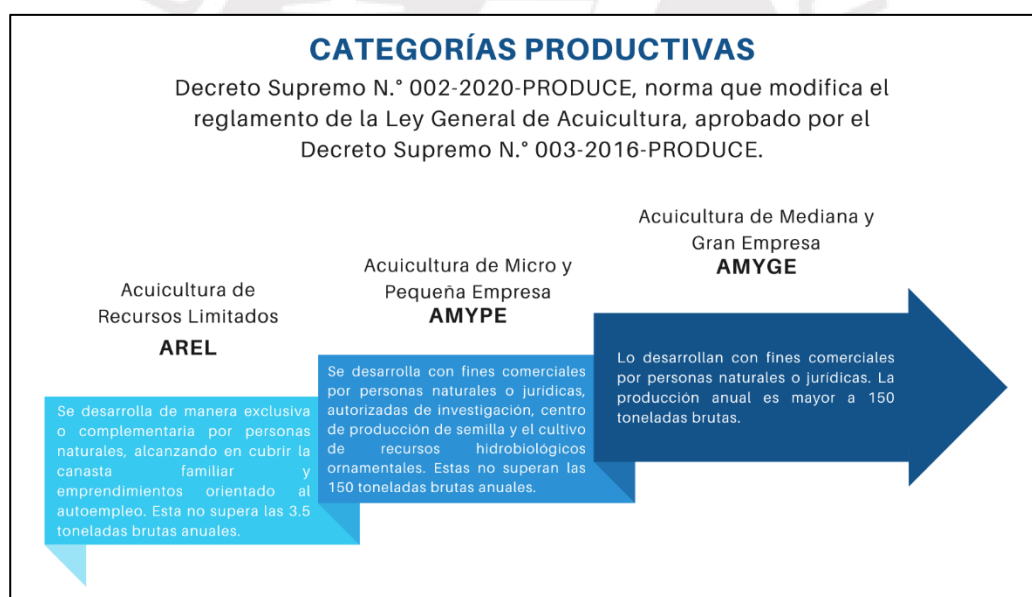 CATEGORÍAS PRODUCTIVAS
Decreto Supremo N.° 002-2020-PRODUCE, norma que modifica el
reglamento de la Ley General de Acuicultura, aprobado por el
Decreto Supremo N.° 003-2016-PRODUCE.
Acuicultura de
Recursos Limitados
AREL
Se desarrolla de manera exclusiva
o complementaria por personas
naturales, alcanzando en cubrir la
canasta familiar y
emprendimientos orientado al
autoempleo. Esta no supera las 3.5
toneladas brutas anuales.
Acuicultura de Micro y
Pequeña Empresa
AMYPE
Se desarrolla con fines comerciales
por personas naturales o jurídicas,
autorizadas de investigación, centro
de producción de semilla y el cultivo
de recursos hidrobiológicos
ornamentales. Estas no superan las
150 toneladas brutas anuales.
Acuicultura de Mediana y
Gran Empresa
AMYGE
Lo desarrollan con fines comerciales
por personas naturales o jurídicas. La
producción anual es mayor a 150
toneladas brutas.